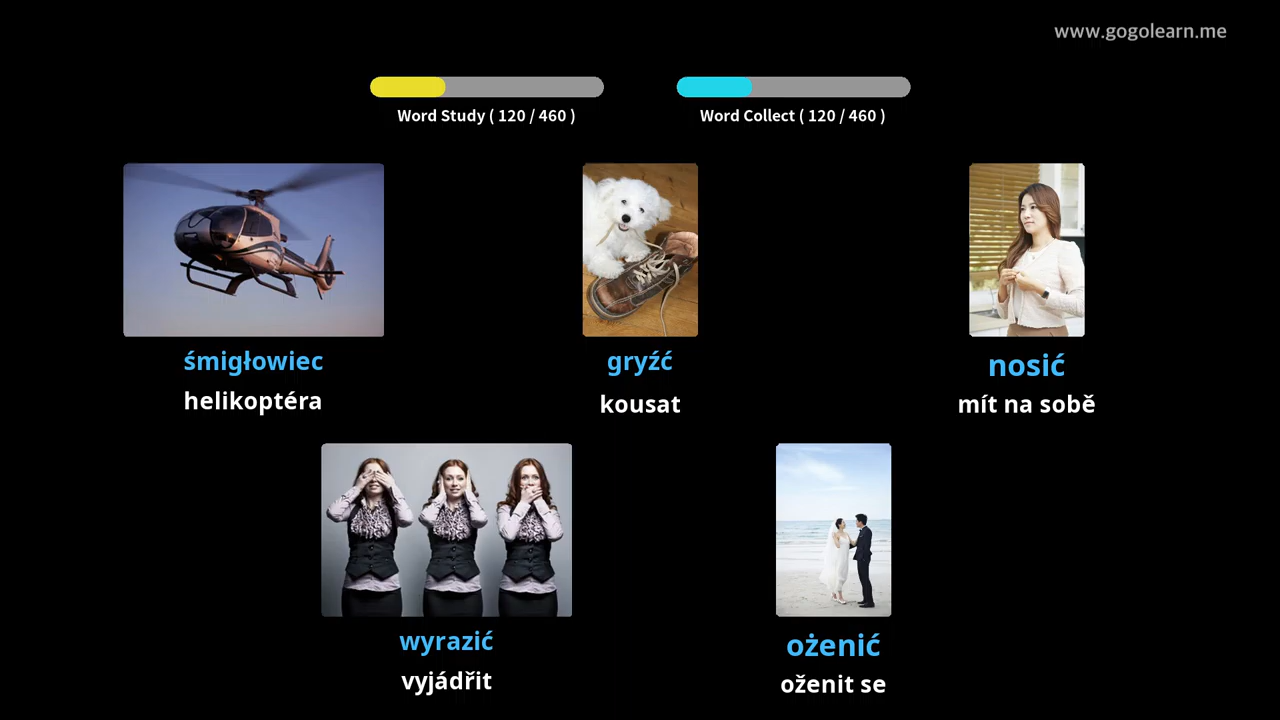 www.gogolearn.me
Word Study ( 120 / 460 )
Word Collect ( 120 / 460 )
śmigłowiec
helikoptéra
gryźć
kousat
nosić
mít na sobě
wyrazić
vyjádřit
ożenić
oženit se